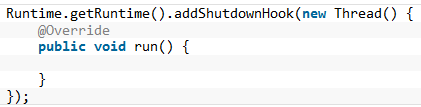 Runtime.getRuntime().addShutdownHook(new Thread() {
    @Override
    public void run() {

    }
});